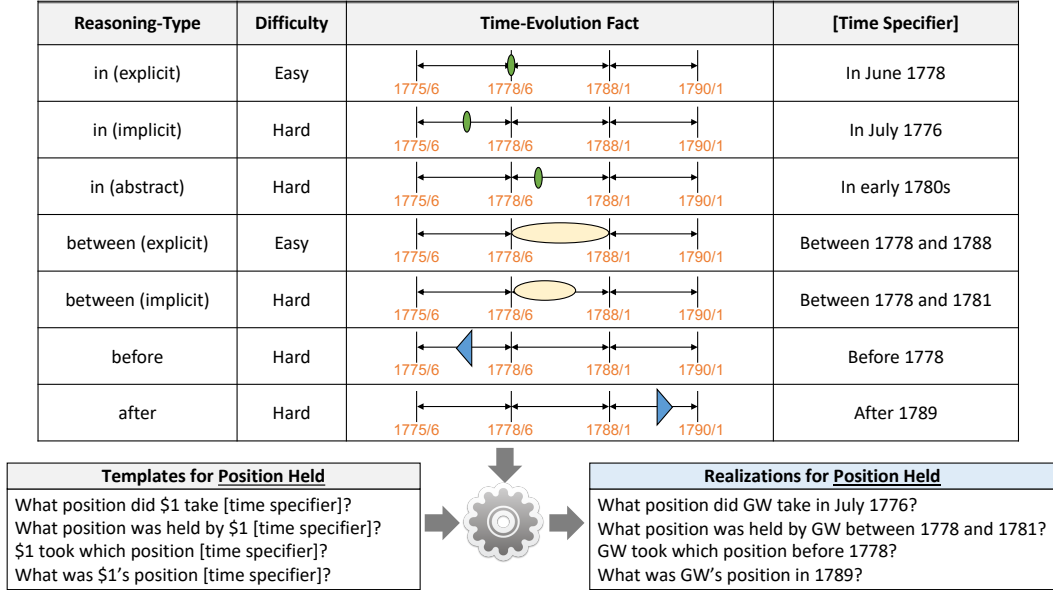 Reasoning-Type Difficulty Time-Evolution Fact [Time Specifier]
in (explicit) Easy 1775/6 1778/6 1788/1 1790/1 In June 1778
in (implicit) Hard 1775/6 1778/6 1788/1 1790/1 In July 1776
in (abstract) Hard 1775/6 1778/6 1788/1 1790/1 In early 1780s
between (explicit) Easy 1775/6 1778/6 1788/1 1790/1 Between 1778 and 1788
between (implicit) Hard 1775/6 1778/6 1788/1 1790/1 Between 1778 and 1781
before Hard 1775/6 1778/6 1788/1 1790/1 Before 1778
after Hard 1775/6 1778/6 1788/1 1790/1 After 1789
Templates for Position Held
What position did $1 take [time specifier]?
What position was held by $1 [time specifier]?
$1 took which position [time specifier]?
What was $1's position [time specifier]?
Realizations for Position Held
What position did GW take in July 1776?
What position was held by GW between 1778 and 1781?
GW took which position before 1778?
What was GW's position in 1789?